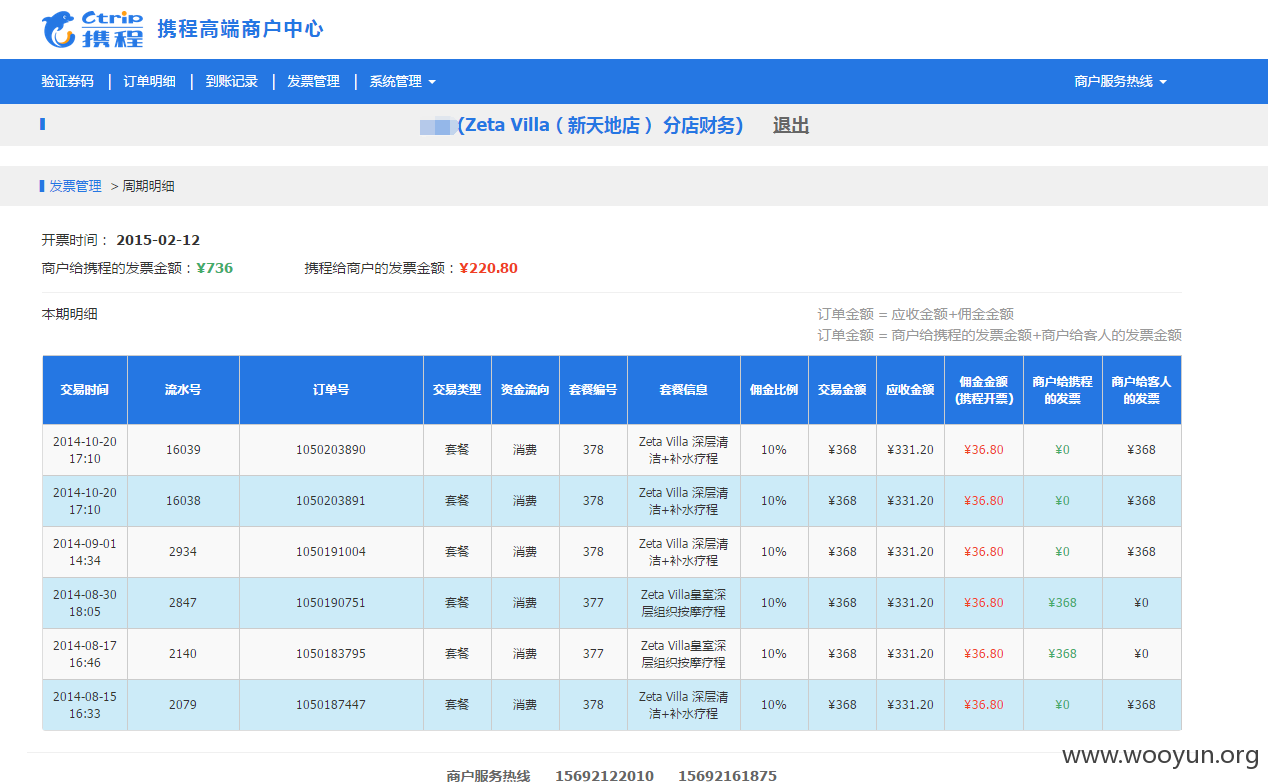 Ctrip 携程 携程高端商户中心
验证券码 | 订单明细 | 到账记录 | 发票管理 | 系统管理 商户服务热线
(Zeta Villa ( 新天地店 ) 分店财务) 退出
发票管理 > 周期明细
开票时间： 2015-02-12
商户给携程的发票金额：¥736 携程给商户的发票金额：¥220.80
本期明细 订单金额 = 应收金额+佣金金额
订单金额 = 商户给携程的发票金额+商户给客人的发票金额
交易时间 流水号 订单号 交易类型 资金流向 套餐编号 套餐信息 佣金比例 交易金额 应收金额 佣金金额 (携程开票) 商户给携程的发票 商户给客人的发票
2014-10-20 17:10 16039 1050203890 套餐 消费 378 Zeta Villa 深层清洁+补水疗程 10% ¥368 ¥331.20 ¥36.80 ¥0 ¥368
2014-10-20 17:10 16038 1050203891 套餐 消费 378 Zeta Villa 深层清洁+补水疗程 10% ¥368 ¥331.20 ¥36.80 ¥0 ¥368
2014-09-01 14:34 2934 1050191004 套餐 消费 378 Zeta Villa 深层清洁+补水疗程 10% ¥368 ¥331.20 ¥36.80 ¥0 ¥368
2014-08-30 18:05 2847 1050190751 套餐 消费 377 Zeta Villa皇室深层组织按摩疗程 10% ¥368 ¥331.20 ¥36.80 ¥368 ¥0
2014-08-17 16:46 2140 1050183795 套餐 消费 377 Zeta Villa皇室深层组织按摩疗程 10% ¥368 ¥331.20 ¥36.80 ¥368 ¥0
2014-08-15 16:33 2079 1050187447 套餐 消费 378 Zeta Villa 深层清洁+补水疗程 10% ¥368 ¥331.20 ¥36.80 ¥0 ¥368
www.wooyun.org
商户服务热线 15692122010 15692161875